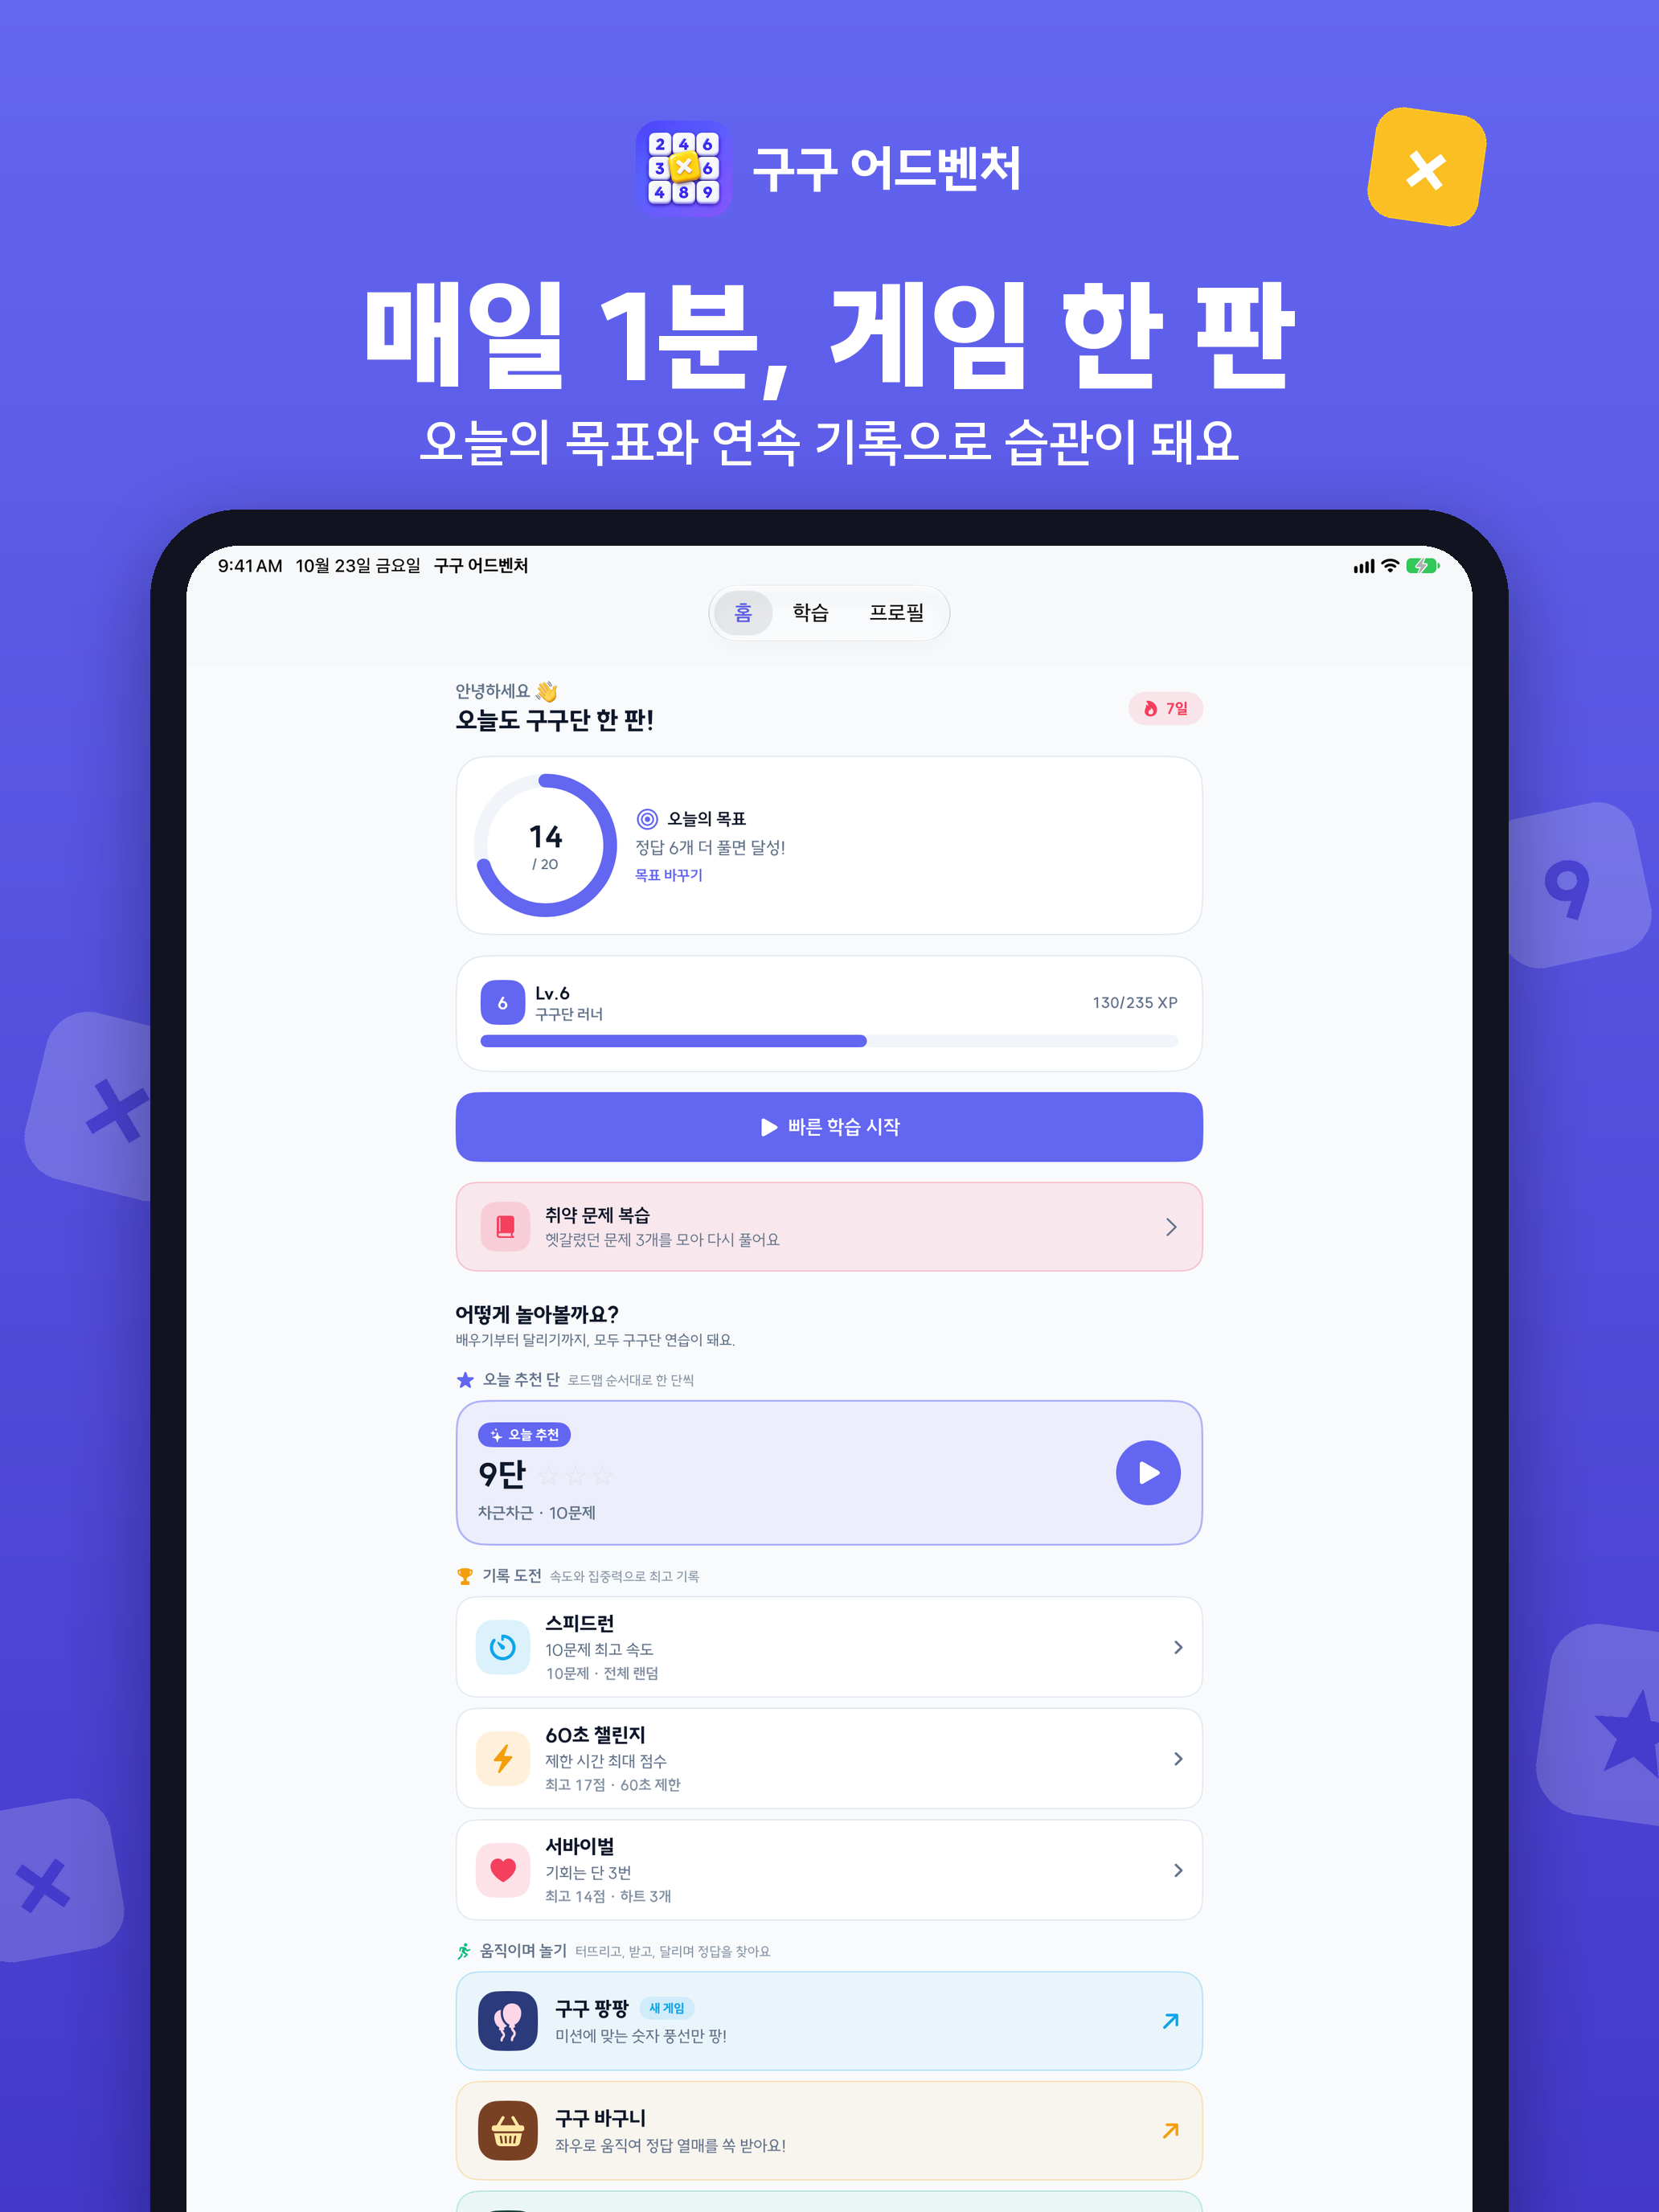 2 4 6
3 × 6
4 8 9
구구 어드벤처
×
매일 1분, 게임 한 판
오늘의 목표와 연속 기록으로 습관이 돼요
9:41 AM 10월 23일 금요일 구구 어드벤처
홈 학습 프로필
안녕하세요 👋
오늘도 구구단 한 판!
7일
14
/ 20
오늘의 목표
정답 6개 더 풀면 달성!
목표 바꾸기
9
6
Lv.6
구구단 러너
130/235 XP
×
빠른 학습 시작
취약 문제 복습
헷갈렸던 문제 3개를 모아 다시 풀어요
어떻게 놀아볼까요?
배우기부터 달리기까지, 모두 구구단 연습이 돼요.
오늘 추천 단 로드맵 순서대로 한 단씩
오늘 추천
9단
차근차근 · 10문제
기록 도전 속도와 집중력으로 최고 기록
스피드런
10문제 최고 속도
10문제 · 전체 랜덤
60초 챌린지
제한 시간 최대 점수
최고 17점 · 60초 제한
서바이벌
기회는 단 3번
최고 14점 · 하트 3개
×
움직이며 놀기 터뜨리고, 받고, 달리며 정답을 찾아요
구구 팡팡 새 게임
미션에 맞는 숫자 풍선만 팡!
구구 바구니
좌우로 움직여 정답 열매를 쏙 받아요!